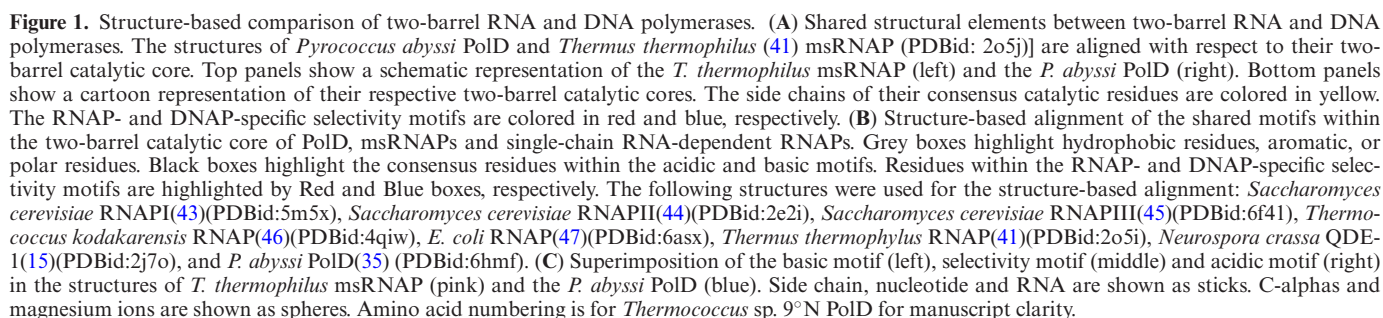 Figure 1. Structure-based comparison of two-barrel RNA and DNA polymerases. (A) Shared structural elements between two-barrel RNA and DNA
polymerases. The structures of Pyrococcus abyssi PolD and Thermus thermophilus (41) msRNAP (PDBid: 2o5j)] are aligned with respect to their two-
barrel catalytic core. Top panels show a schematic representation of the T. thermophilus msRNAP (left) and the P. abyssi PolD (right). Bottom panels
show a cartoon representation of their respective two-barrel catalytic cores. The side chains of their consensus catalytic residues are colored in yellow.
The RNAP- and DNAP-specific selectivity motifs are colored in red and blue, respectively. (B) Structure-based alignment of the shared motifs within
the two-barrel catalytic core of PolD, msRNAPs and single-chain RNA-dependent RNAPs. Grey boxes highlight hydrophobic residues, aromatic, or
polar residues. Black boxes highlight the consensus residues within the acidic and basic motifs. Residues within the RNAP- and DNAP-specific selec-
tivity motifs are highlighted by Red and Blue boxes, respectively. The following structures were used for the structure-based alignment: Saccharomyces
cerevisiae RNAPI(43)(PDBid:5m5x), Saccharomyces cerevisiae RNAPII(44)(PDBid:2e2i), Saccharomyces cerevisiae RNAPIII(45)(PDBid:6f41), Thermo-
coccus kodakarensis RNAP(46)(PDBid:4qiw), E. coli RNAP(47)(PDBid:6asx), Thermus thermophylus RNAP(41)(PDBid:2o5i), Neurospora crassa QDE-
1(15)(PDBid:2j7o), and P. abyssi PolD(35) (PDBid:6hmf). (C) Superimposition of the basic motif (left), selectivity motif (middle) and acidic motif (right)
in the structures of T. thermophilus msRNAP (pink) and the P. abyssi PolD (blue). Side chain, nucleotide and RNA are shown as sticks. C-alphas and
magnesium ions are shown as spheres. Amino acid numbering is for Thermococcus sp. 9°N PolD for manuscript clarity.